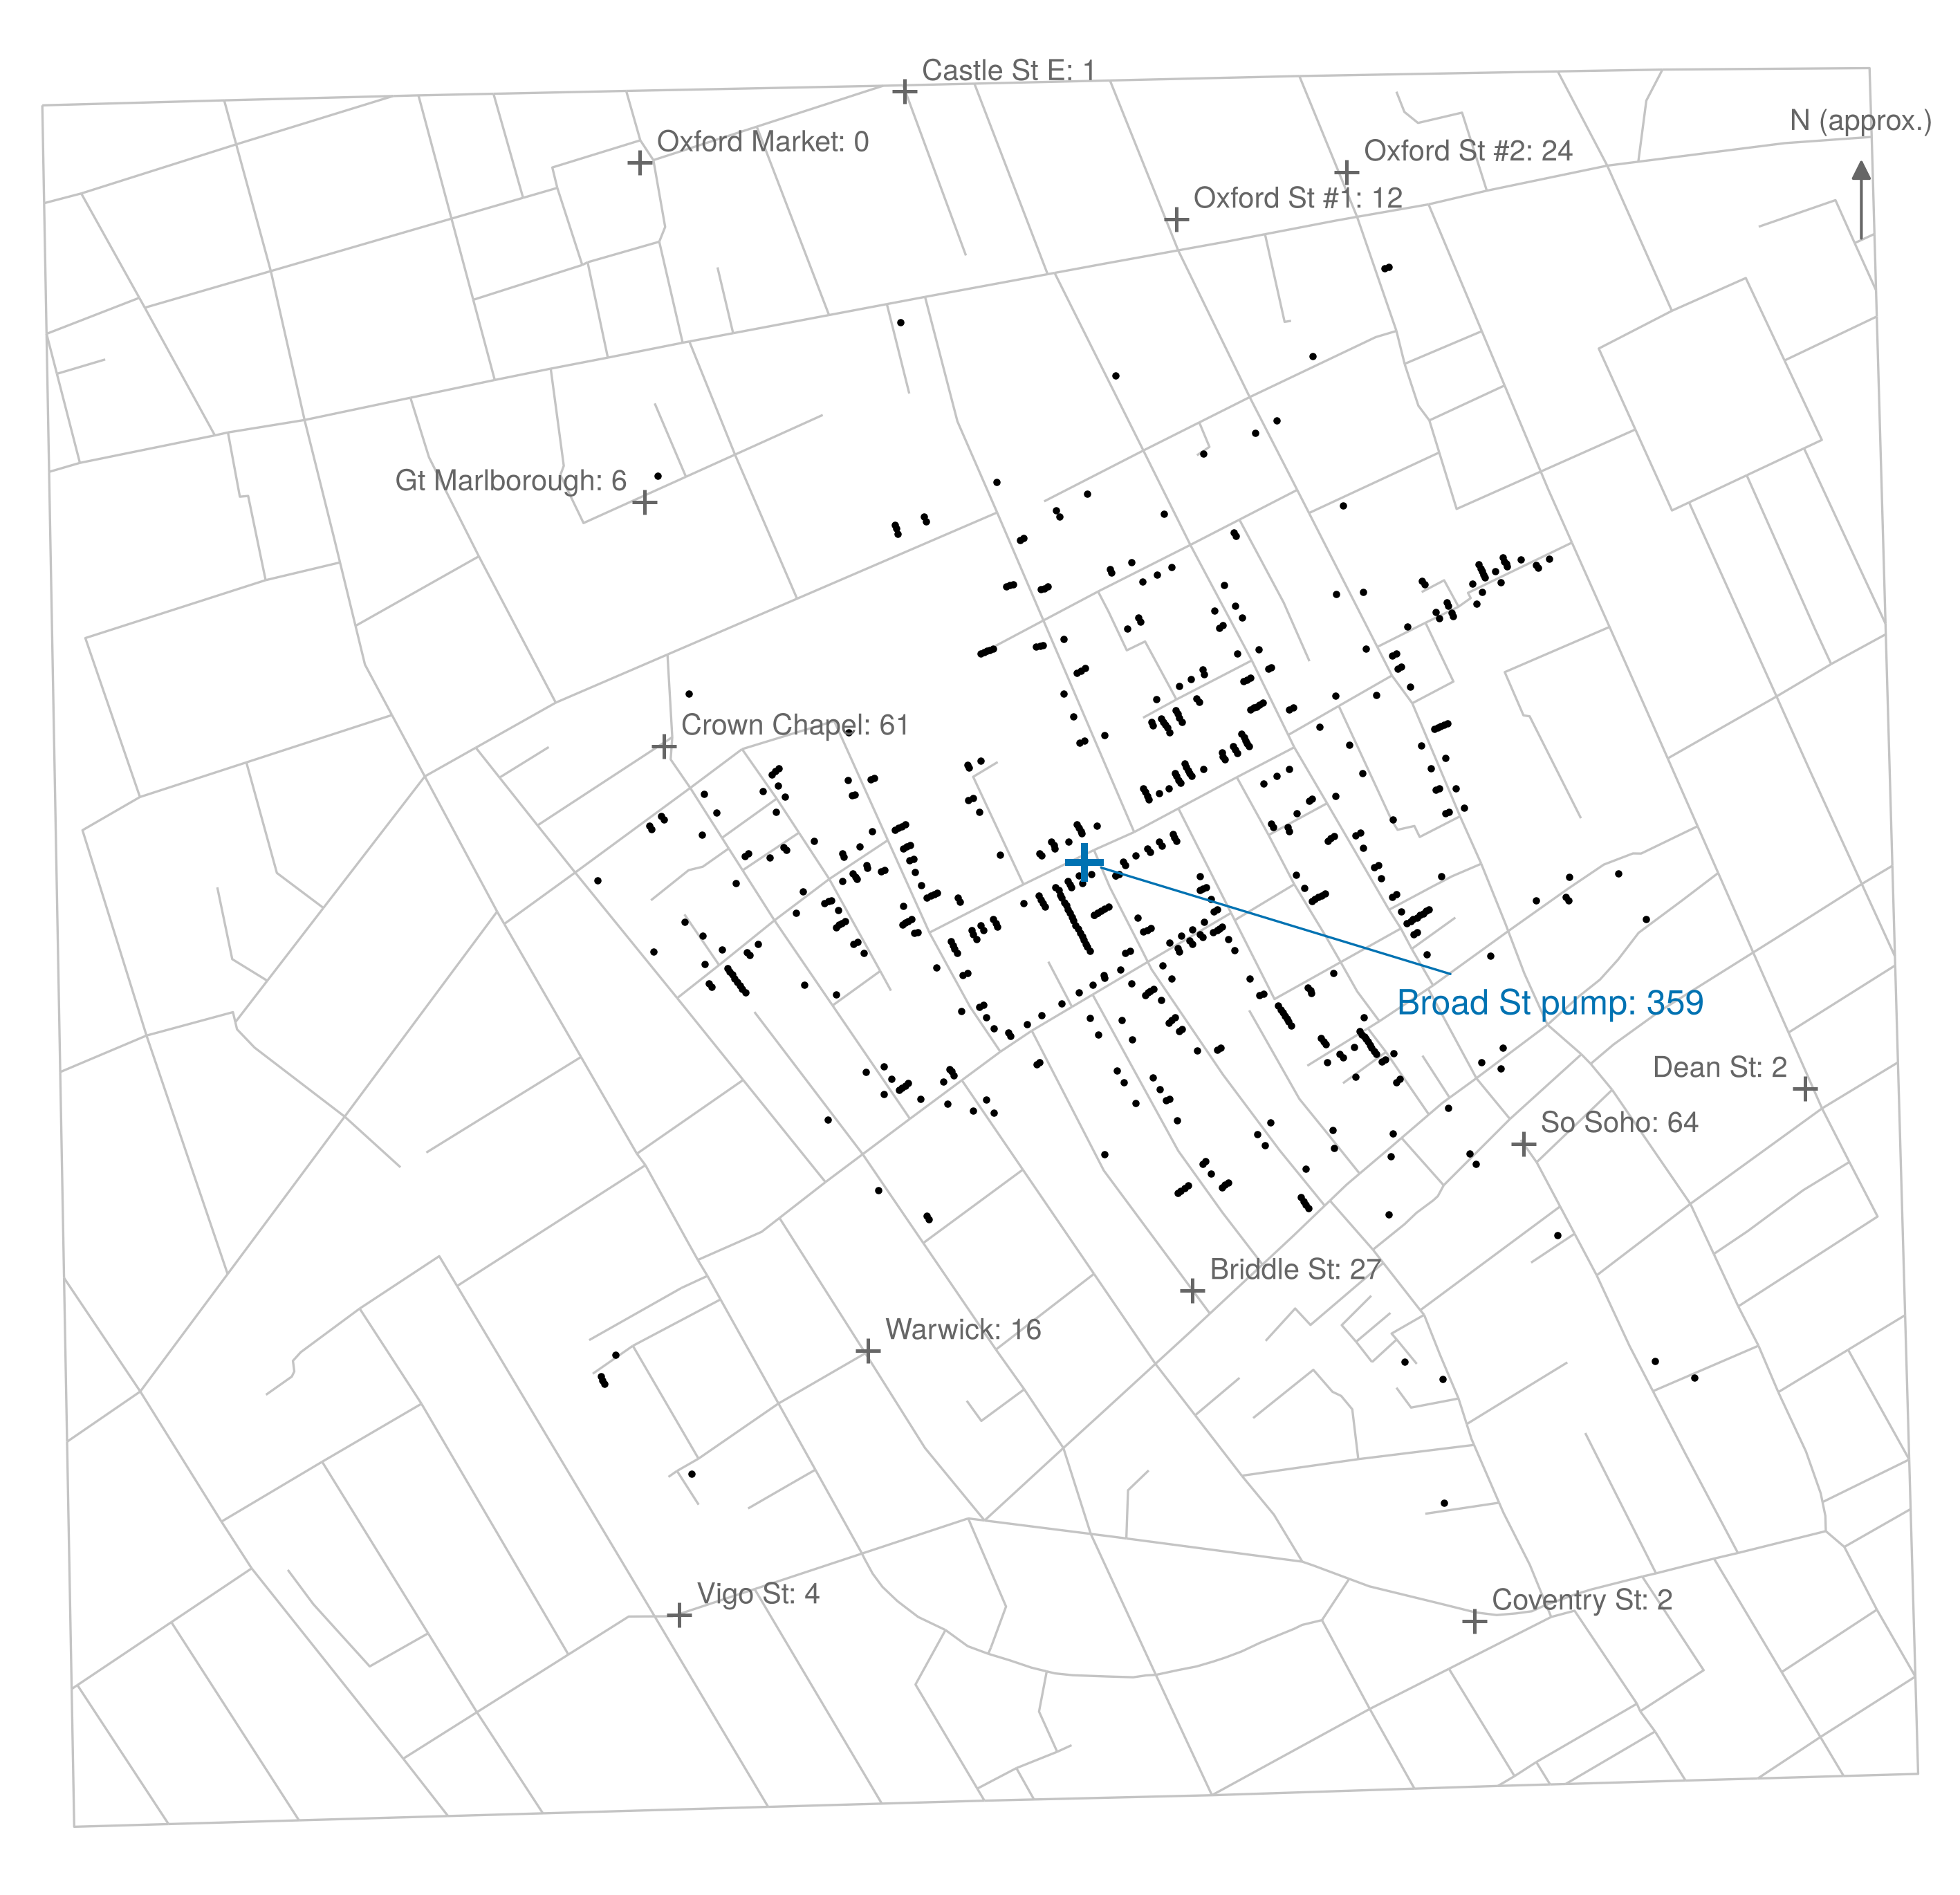 Castle St E: 1
N (approx.)
Oxford Market: 0
Oxford St #2: 24
Oxford St #1: 12
Gt Marlborough: 6
Crown Chapel: 61
Broad St pump: 359
Dean St: 2
So Soho: 64
Briddle St: 27
Warwick: 16
Vigo St: 4
Coventry St: 2